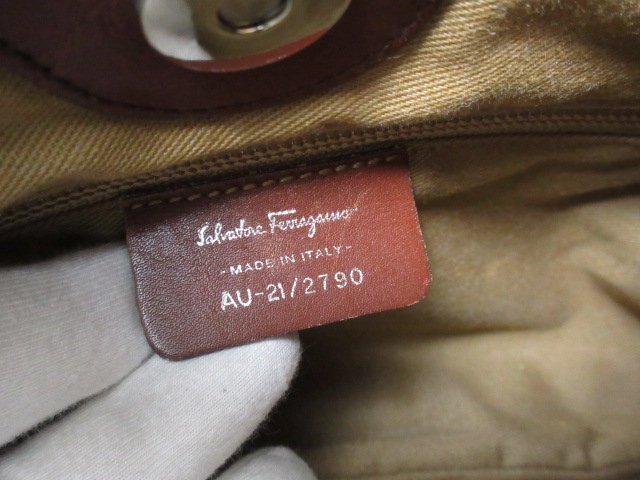 Salvatore Ferragamo
- MADE IN ITALY -
AU-21/2790